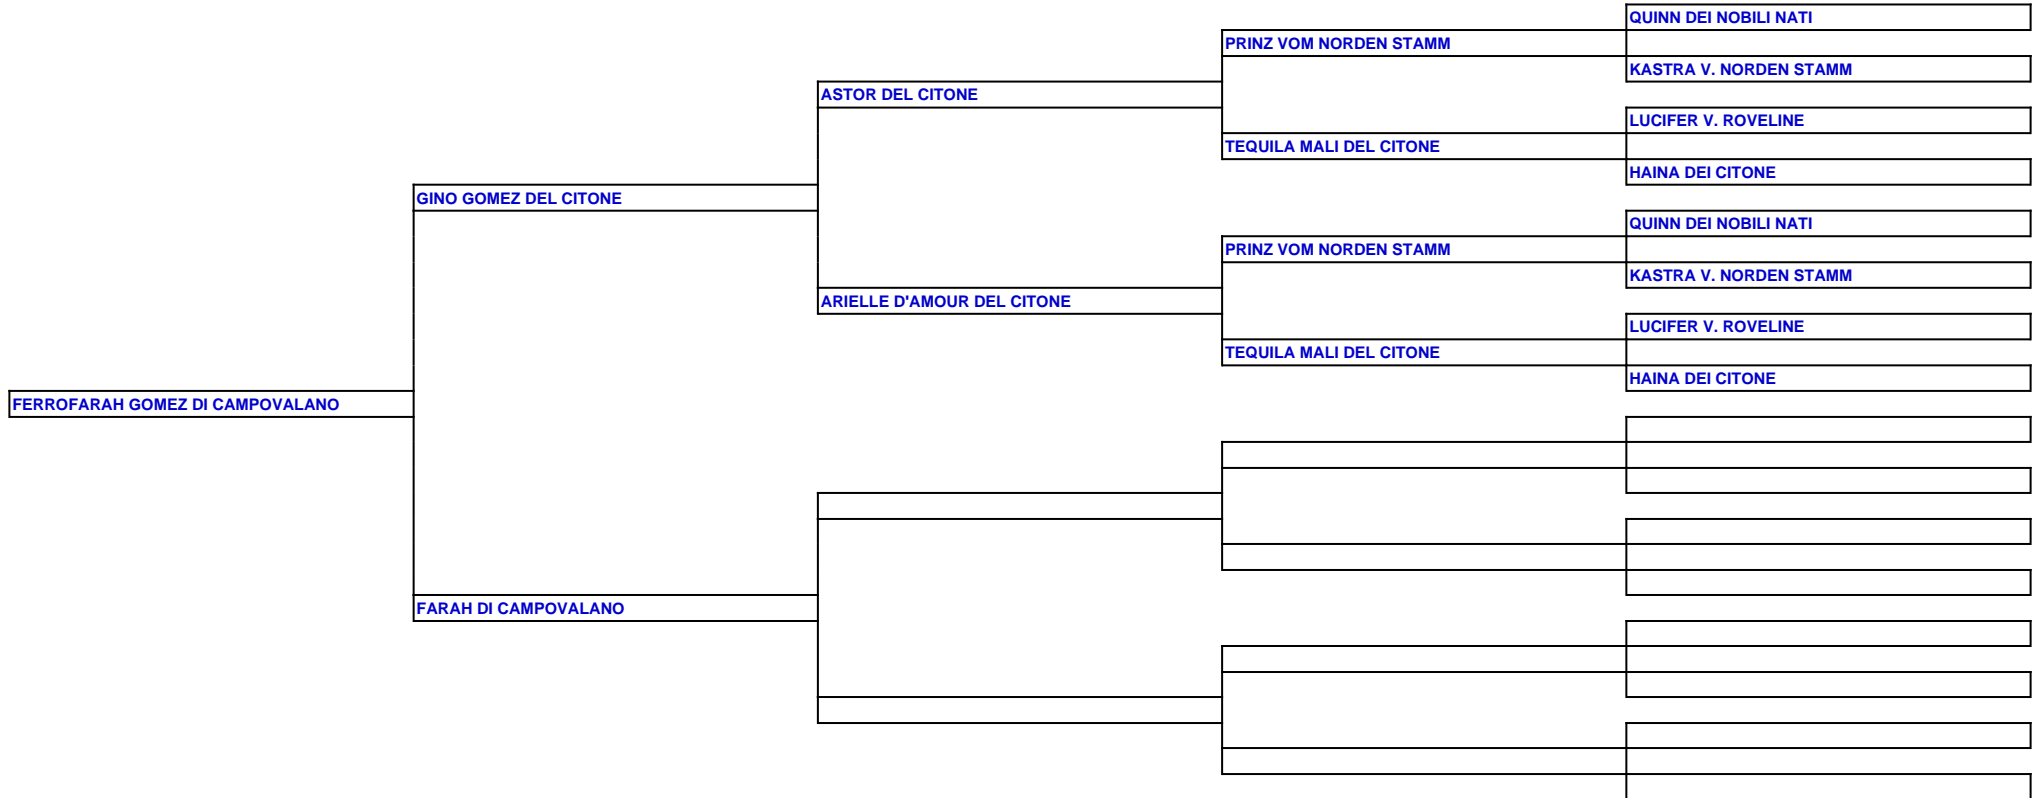 QUINN DEI NOBILI NATI
PRINZ VOM NORDEN STAMM
KASTRA V. NORDEN STAMM
ASTOR DEL CITONE
LUCIFER V. ROVELINE
TEQUILA MALI DEL CITONE
HAINA DEI CITONE
GINO GOMEZ DEL CITONE
QUINN DEI NOBILI NATI
PRINZ VOM NORDEN STAMM
KASTRA V. NORDEN STAMM
ARIELLE D'AMOUR DEL CITONE
LUCIFER V. ROVELINE
TEQUILA MALI DEL CITONE
HAINA DEI CITONE
FERROFARAH GOMEZ DI CAMPOVALANO
FARAH DI CAMPOVALANO